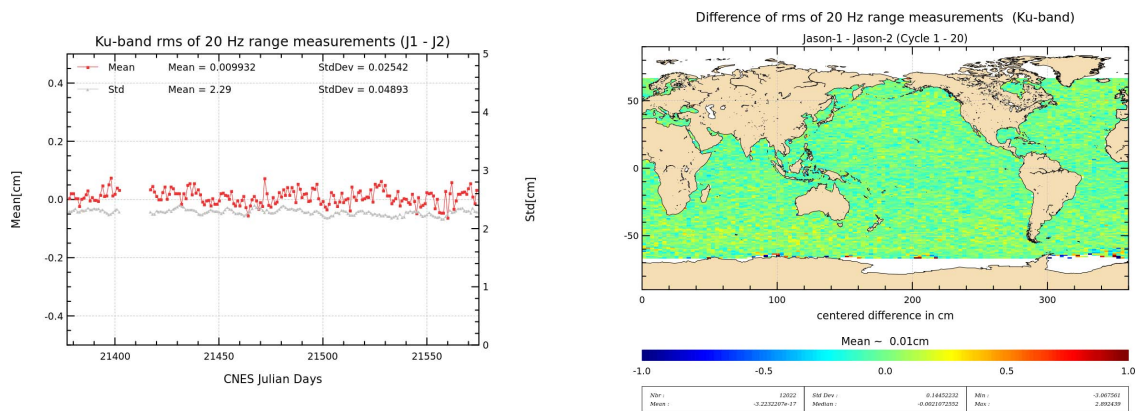 Ku-band rms of 20 Hz range measurements (J1 - J2)
Mean Mean = 0.009932 StdDev = 0.02542
Std Mean = 2.29 StdDev = 0.04893
0.4
0.2
0.0
-0.2
-0.4
Mean[cm]
5
4
3
2
1
0
Std[cm]
21400 21450 21500 21550
CNES Julian Days
Difference of rms of 20 Hz range measurements (Ku-band)
Jason-1 - Jason-2 (Cycle 1 - 20)
50
0
-50
0 100 200 300
centered difference in cm
Mean ~ 0.01cm
-1.0 -0.5 0.0 0.5 1.0
Nbr : 12022 Std Dev : 0.14452232 Min : -3.067561
Mean : -3.2232207e-17 Median : -0.0021072552 Max : 2.892439